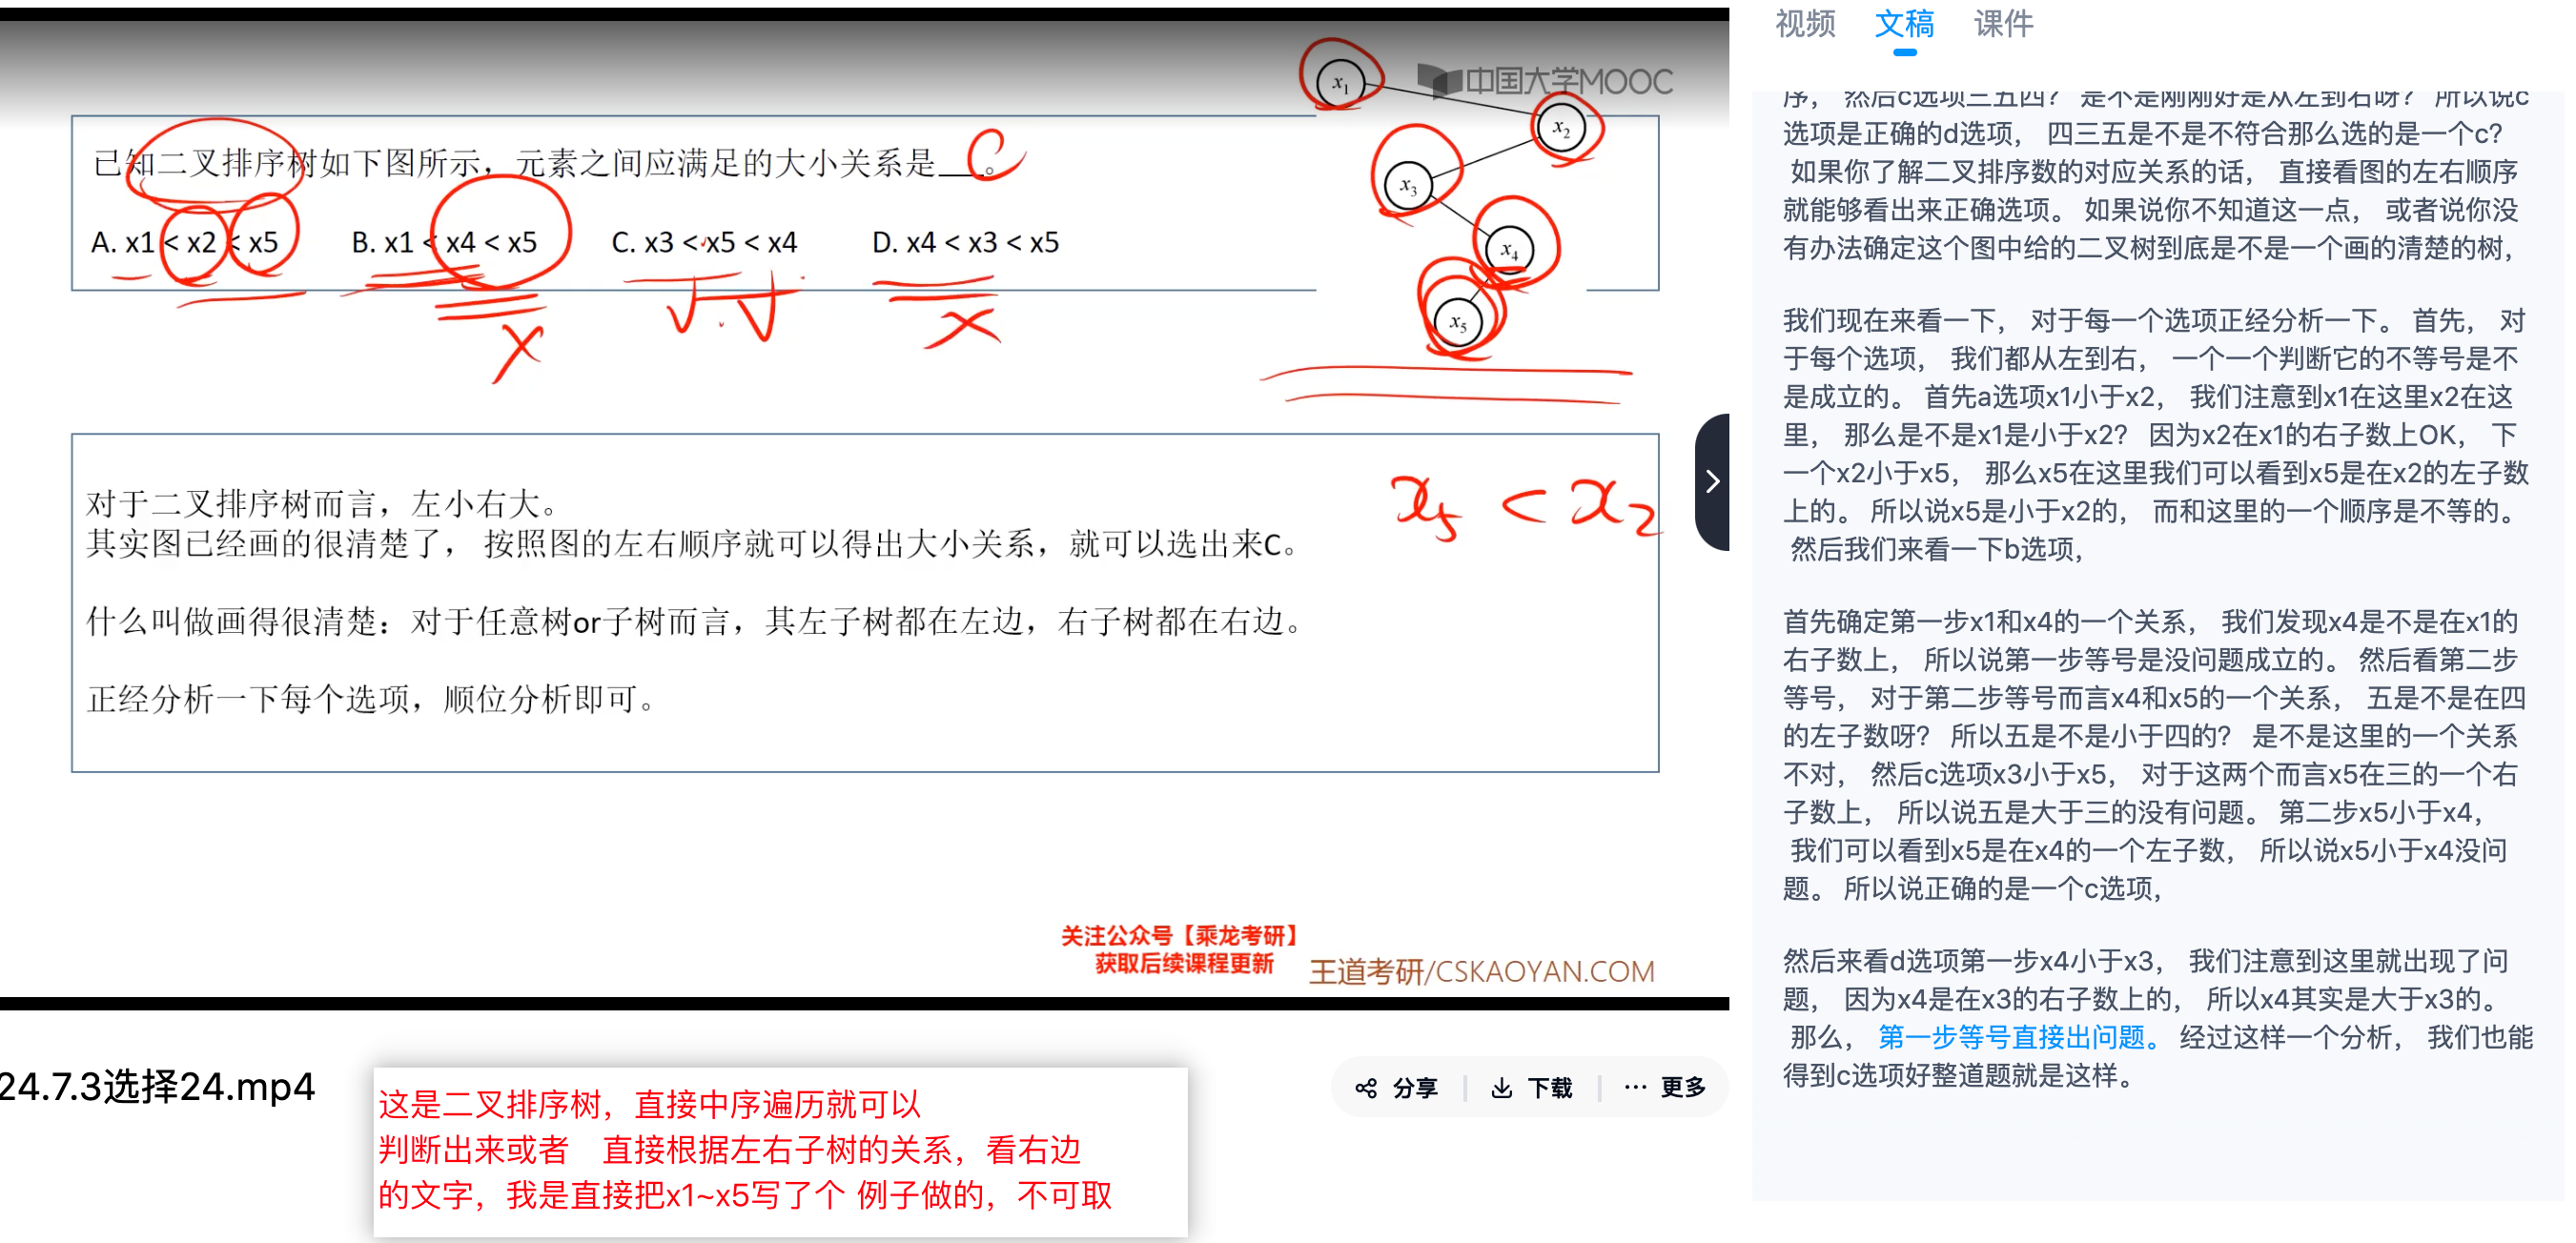 中国大学MOOC
x1
x2
x3
x4
x5
已知二叉排序树如下图所示，元素之间应满足的大小关系是___。
C
A. x1 < x2 < x5 B. x1 < x4 < x5 C. x3 < x5 < x4 D. x4 < x3 < x5
对于二叉排序树而言，左小右大。
其实图已经画的很清楚了， 按照图的左右顺序就可以得出大小关系，就可以选出来C。
什么叫做画得很清楚：对于任意树or子树而言，其左子树都在左边，右子树都在右边。
正经分析一下每个选项，顺位分析即可。
x5 < x2
关注公众号【乘龙考研】
获取后续课程更新
王道考研/CSKAOYAN.COM
24.7.3选择24.mp4
这是二叉排序树，直接中序遍历就可以
判断出来或者 直接根据左右子树的关系，看右边
的文字，我是直接把x1~x5写了个 例子做的，不可取
分享 下载 更多
视频 文稿 课件
序， 然后c选项三五四？ 是不是刚刚好是从左到右呀？ 所以说c
选项是正确的d选项， 四三五是不是不符合那么选的是一个c?
如果你了解二叉排序数的对应关系的话， 直接看图的左右顺序
就能够看出来正确选项。 如果说你不知道这一点， 或者说你没
有办法确定这个图中给的二叉树到底是不是一个画的清楚的树，
我们现在来看一下， 对于每一个选项正经分析一下。 首先， 对
于每个选项， 我们都从左到右， 一个一个判断它的不等号是不
是成立的。 首先a选项x1小于x2， 我们注意到x1在这里x2在这
里， 那么是不是x1是小于x2? 因为x2在x1的右子数上OK， 下
一个x2小于x5， 那么x5在这里我们可以看到x5是在x2的左子数
上的。 所以说x5是小于x2的， 而和这里的一个顺序是不等的。
然后我们来看一下b选项，
首先确定第一步x1和x4的一个关系， 我们发现x4是不是在x1的
右子数上， 所以说第一步等号是没问题成立的。 然后看第二步
等号， 对于第二步等号而言x4和x5的一个关系， 五是不是在四
的左子数呀? 所以五是不是小于四的? 是不是这里的一个关系
不对， 然后c选项x3小于x5， 对于这两个而言x5在三的一个右
子数上， 所以说五是大于三的没有问题。 第二步x5小于x4，
我们可以看到x5是在x4的一个左子数， 所以说x5小于x4没问
题。 所以说正确的是一个c选项，
然后来看d选项第一步x4小于x3， 我们注意到这里就出现了问
题， 因为x4是在x3的右子数上的， 所以x4其实是大于x3的。
那么， 第一步等号直接出问题。 经过这样一个分析， 我们也能
得到c选项好整道题就是这样。